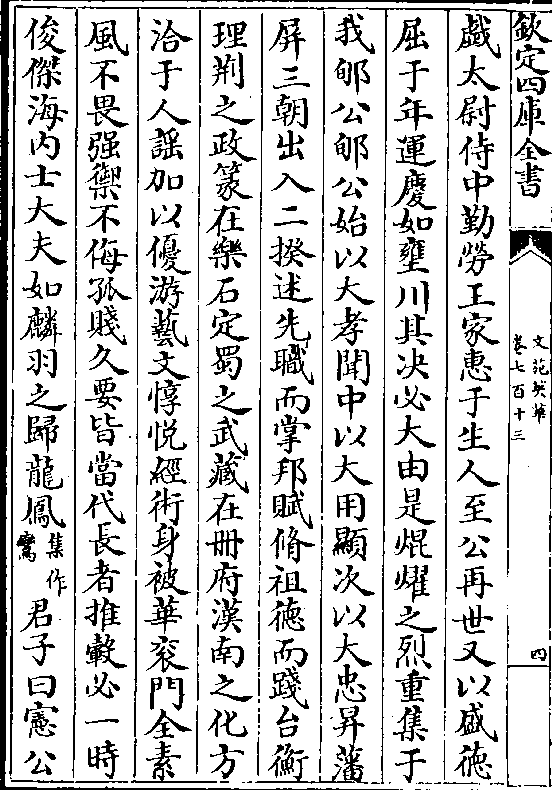 欽定四庫全書
文苑英華
卷七百十三
四
戲太尉侍中勤勞王家惠于生人至公再世又以盛徳
屈于年運慶如壅川其决必大由是焜燿之烈重集于
我郇公郇公始以大孝聞中以大用顯次以大忠昇藩
屏三朝出入二揆述先職而掌邦賦脩祖徳而踐台衡
理荆之政篆在樂石定蜀之武藏在冊府漢南之化方
洽于人謡加以優游藝文惇悦經術身被華衮門全素
風不畏强禦不侮孤賤久要皆當代長者推轂必一時
俊傑海内士大夫如麟羽之歸龍鳳集作鸞君子曰憲公